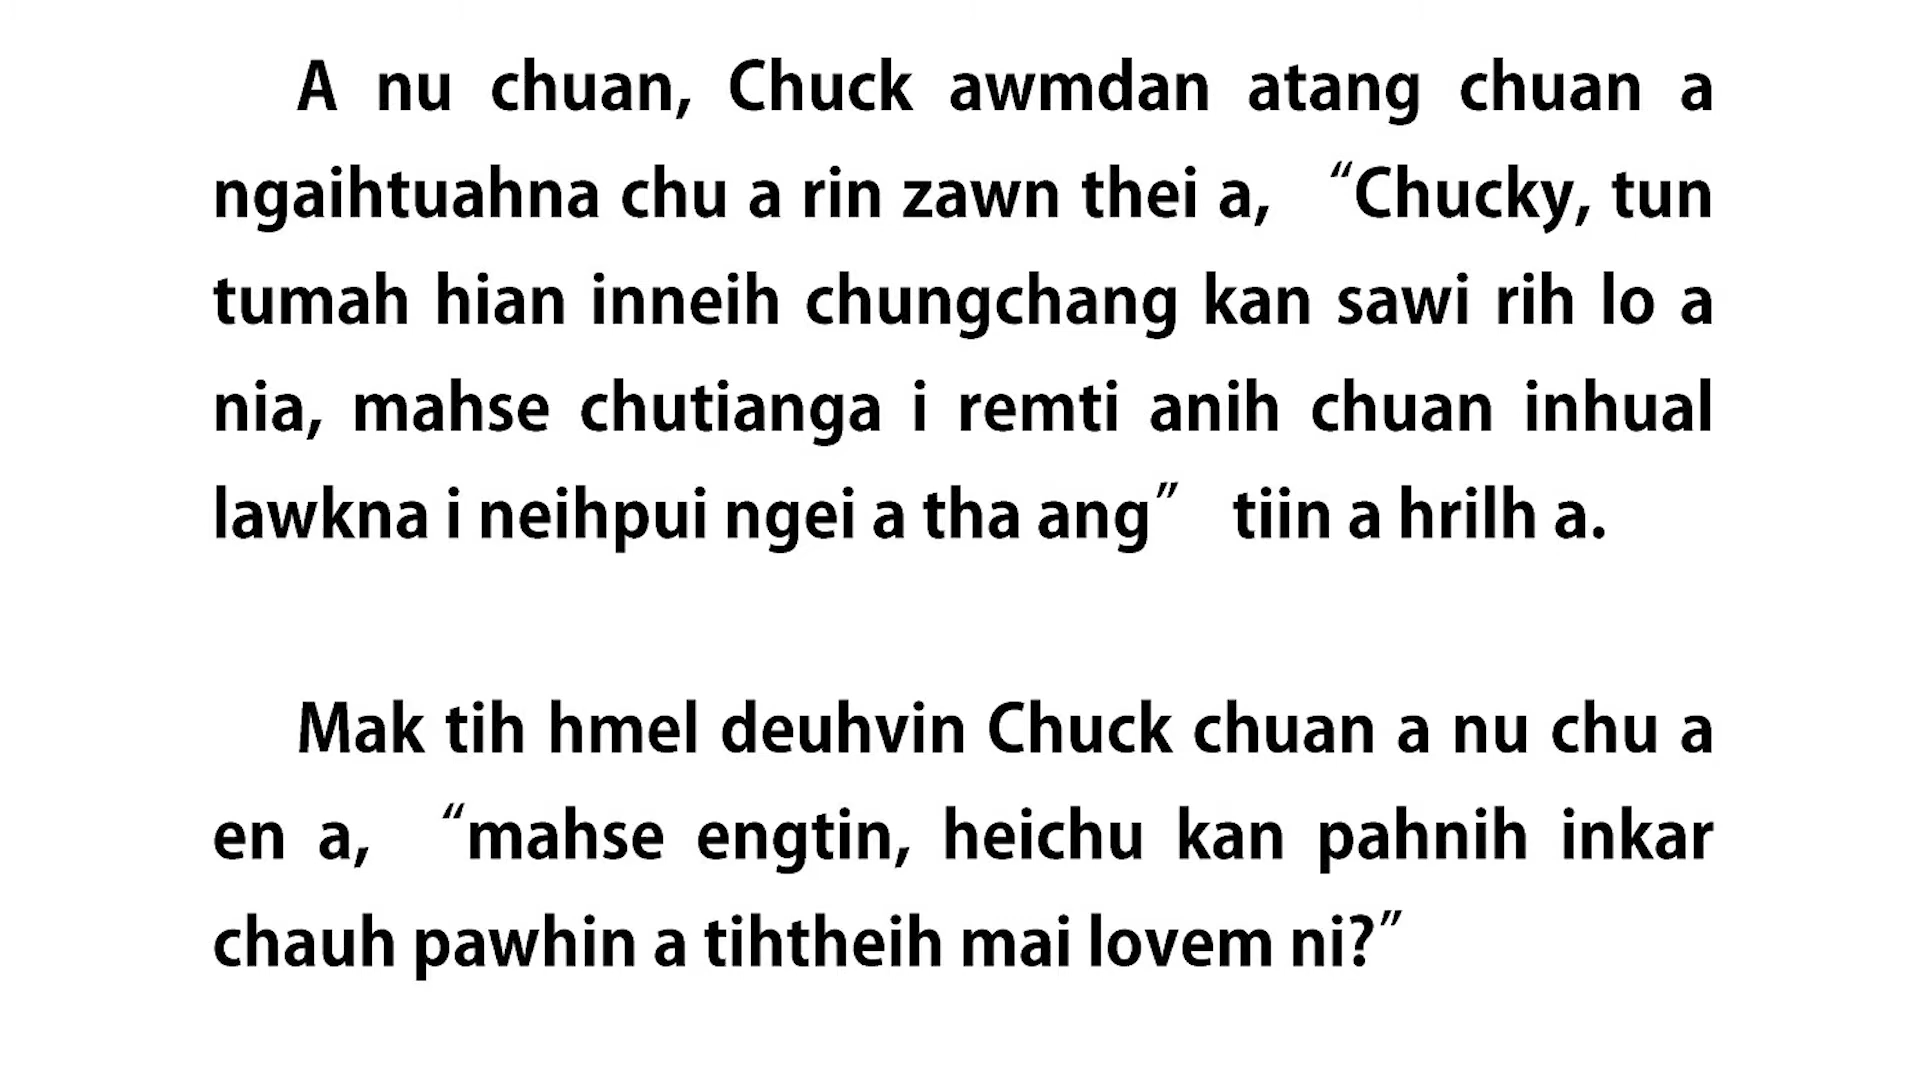 A nu chuan, Chuck awmdan atang chuan a
ngaihtuahna chu a rin zawn thei a, “Chucky, tun
tumah hian inneih chungchang kan sawi rih lo a
nia, mahse chutianga i remti anih chuan inhual
lawkna i neihpui ngei a tha ang” tiin a hrilh a.
Mak tih hmel deuhvin Chuck chuan a nu chu a
en a, “mahse engtin, heichu kan pahnih inkar
chauh pawhin a tihtheih mai lovem ni?”